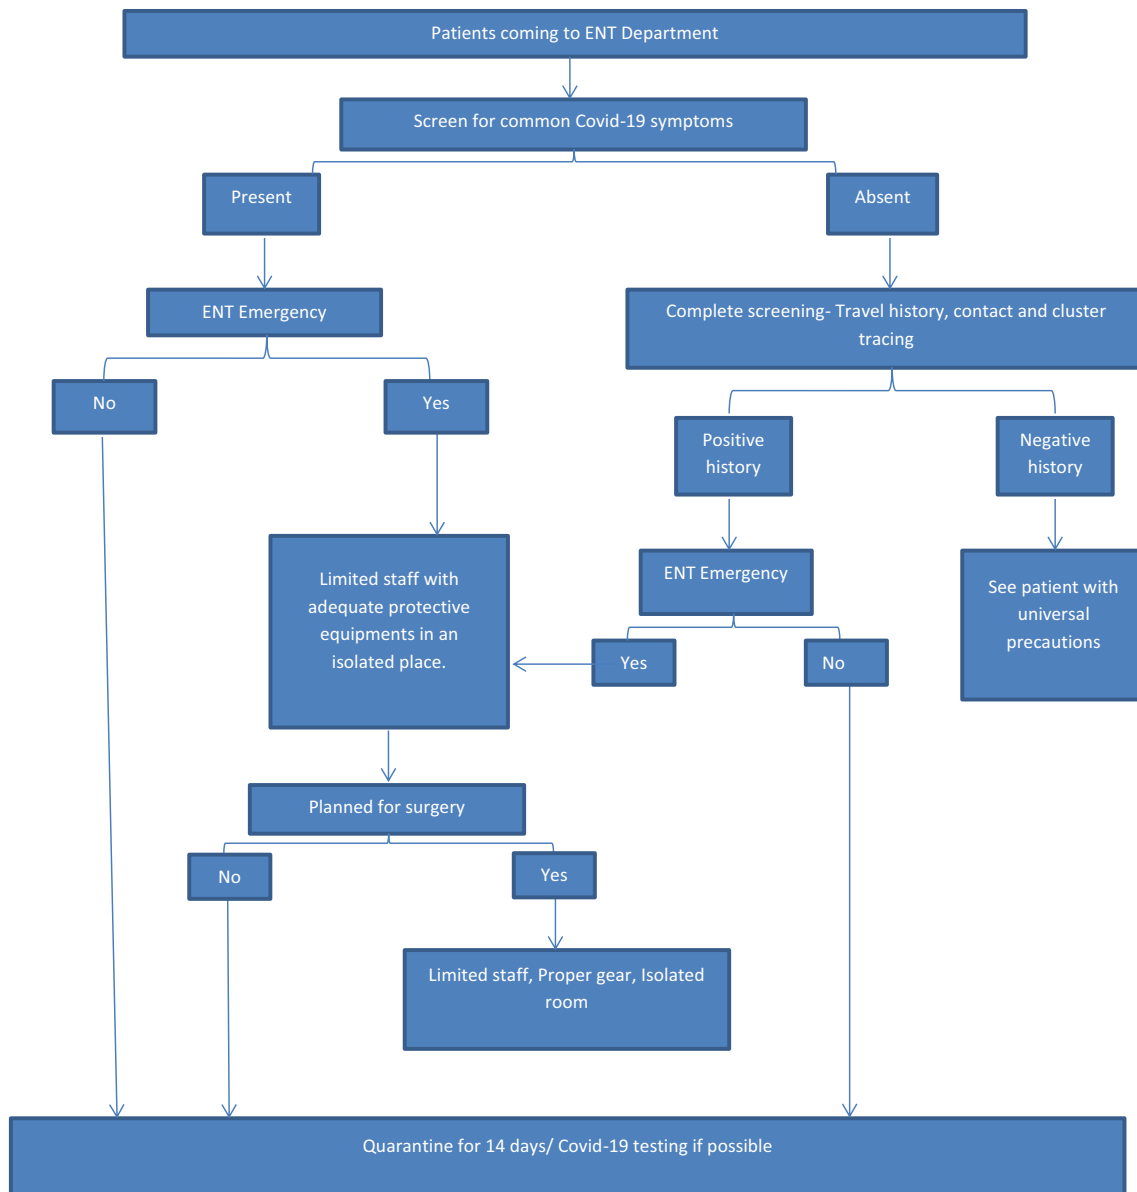 Patients coming to ENT Department
Screen for common Covid-19 symptoms
Present
Absent
ENT Emergency
Complete screening- Travel history, contact and cluster
tracing
No
Yes
Positive
history
Negative
history
Limited staff with
adequate protective
equipments in an
isolated place.
ENT Emergency
See patient with
universal
precautions
Yes
No
Planned for surgery
No
Yes
Limited staff, Proper gear, Isolated
room
Quarantine for 14 days/ Covid-19 testing if possible